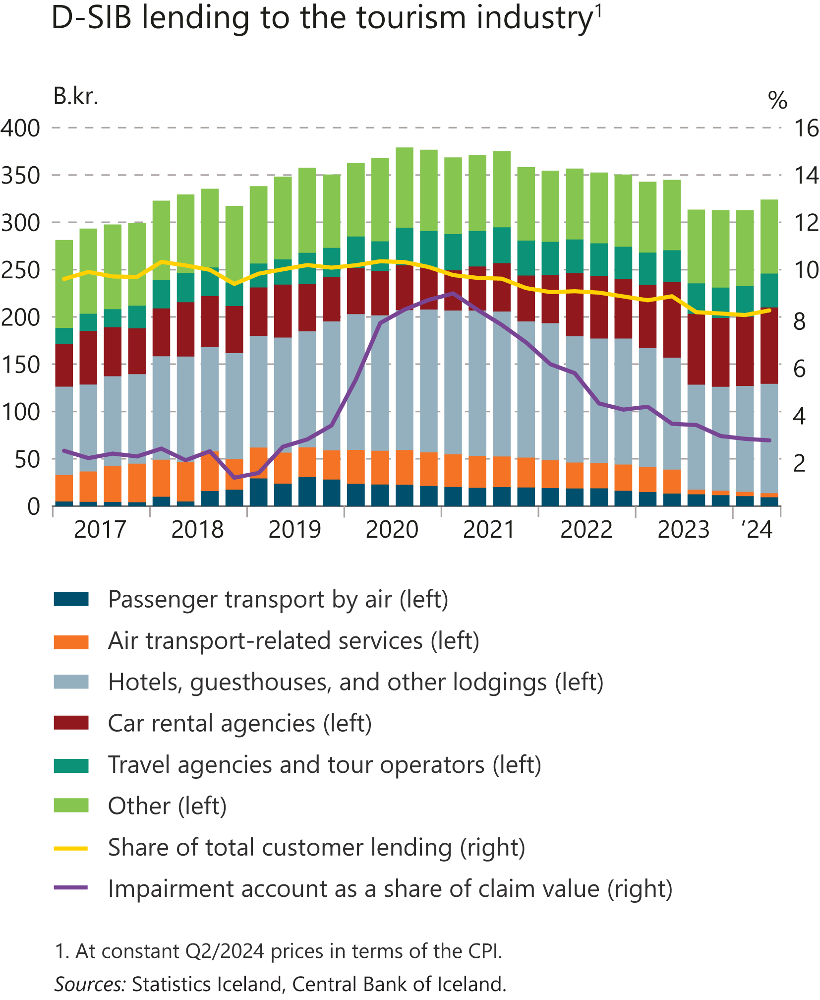 D-SIB lending to the tourism industry¹
B.kr. %
400 16
350 14
300 12
250 10
200 8
150 6
100 4
50 2
0
2017 2018 2019 2020 2021 2022 2023 ‘24
Passenger transport by air (left)
Air transport-related services (left)
Hotels, guesthouses, and other lodgings (left)
Car rental agencies (left)
Travel agencies and tour operators (left)
Other (left)
Share of total customer lending (right)
Impairment account as a share of claim value (right)
1. At constant Q2/2024 prices in terms of the CPI.
Sources: Statistics Iceland, Central Bank of Iceland.